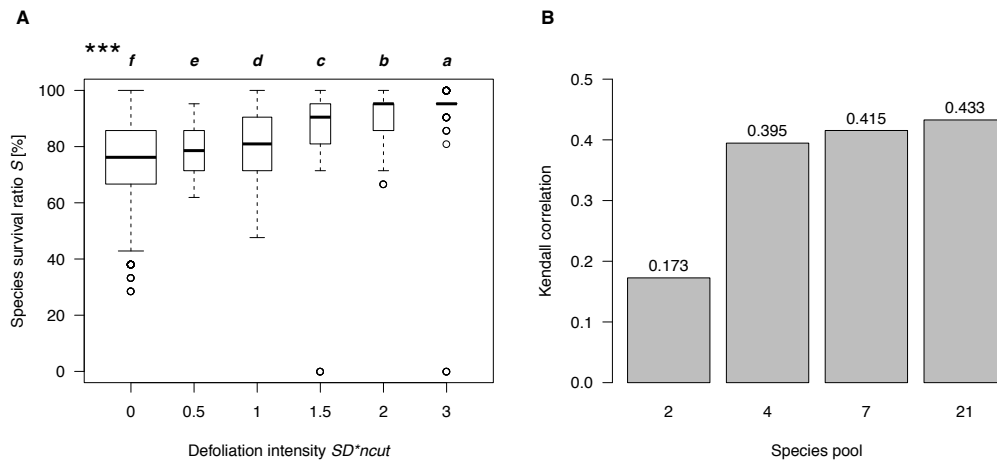 A
B
*** f e d c b a
Species survival ratio S [%]
100
80
60
40
20
0
0 0.5 1 1.5 2 3
Defoliation intensity SD*ncut
Kendall correlation
0.5
0.4
0.3
0.2
0.1
0.0
0.173
0.395
0.415
0.433
2 4 7 21
Species pool